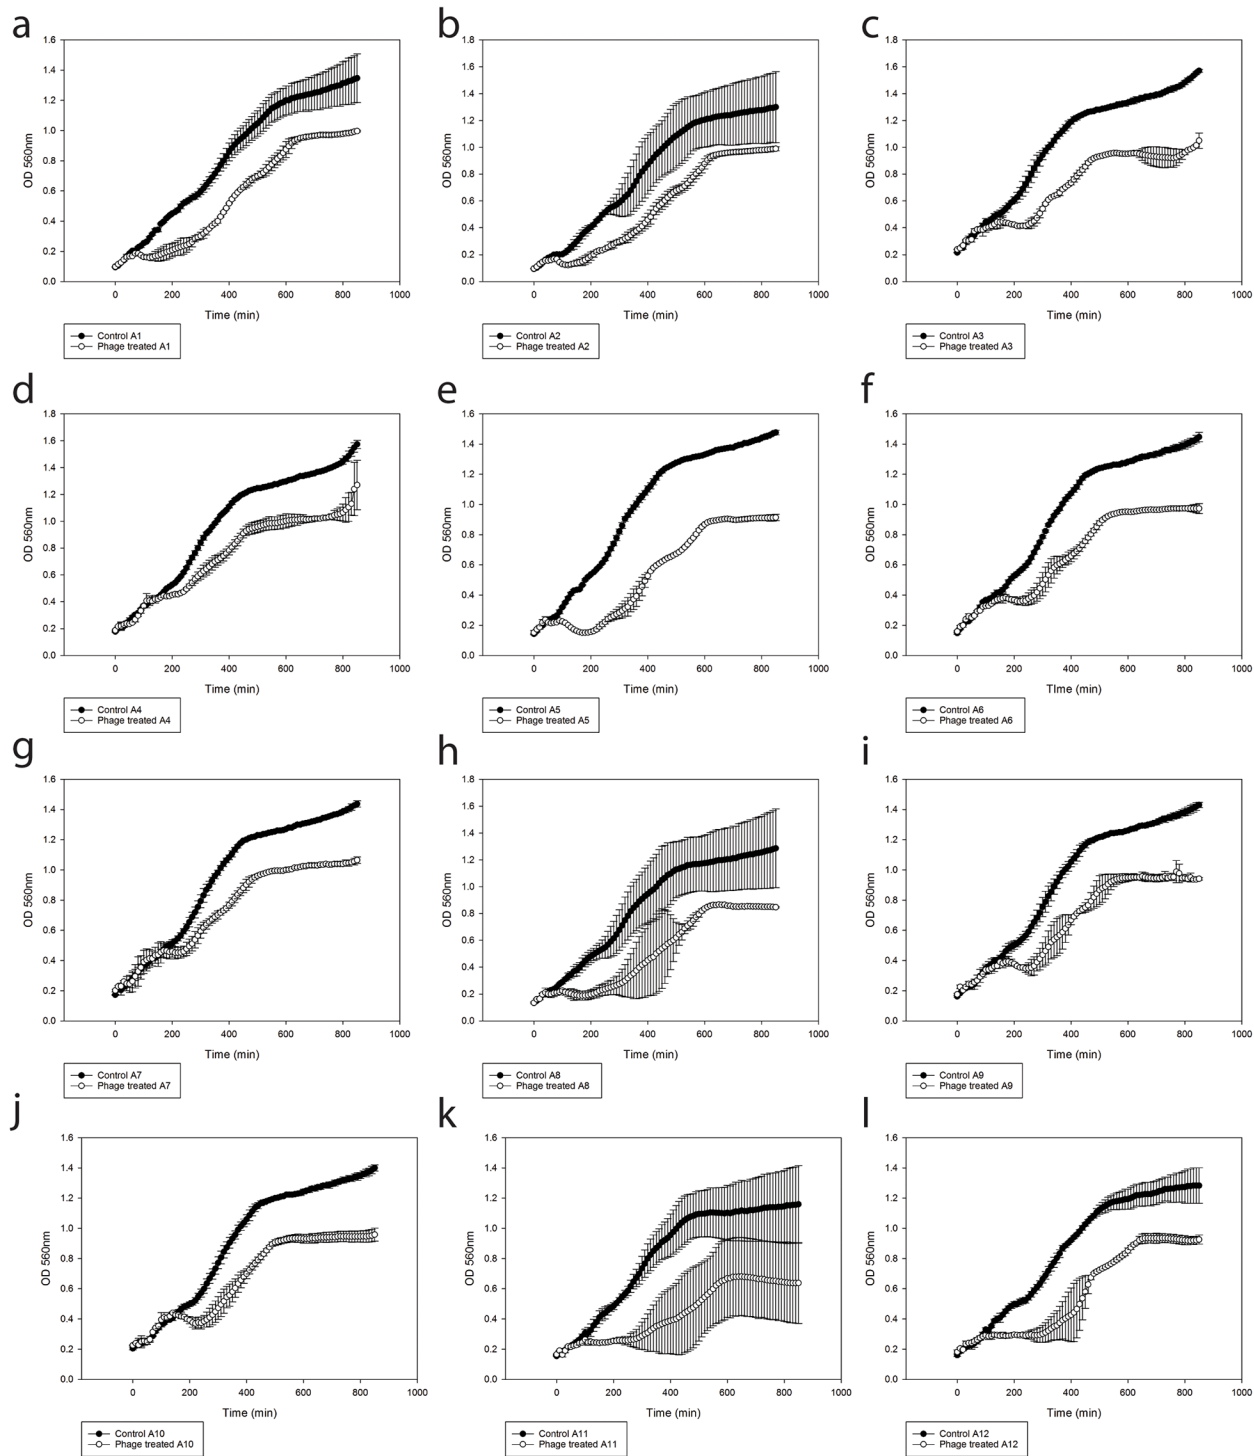 a
1.6
1.4
1.2
1.0
0.8
0.6
0.4
0.2
0.0
OD 560nm
0 200 400 600 800 1000
Time (min)
Control A1
Phage treated A1
b
1.8
1.6
1.4
1.2
1.0
0.8
0.6
0.4
0.2
0.0
OD 560nm
0 200 400 600 800 1000
Time (min)
Control A2
Phage treated A2
c
1.6
1.4
1.2
1.0
0.8
0.6
0.4
0.2
0.0
OD 560nm
0 200 400 600 800 1000
Time (min)
Control A3
Phage treated A3
d
1.8
1.6
1.4
1.2
1.0
0.8
0.6
0.4
0.2
0.0
OD 560nm
0 200 400 600 800 1000
Time (min)
Control A4
Phage treated A4
e
1.6
1.4
1.2
1.0
0.8
0.6
0.4
0.2
0.0
OD 560nm
0 200 400 600 800 1000
Time (min)
Control A5
Phage treated A5
f
1.6
1.4
1.2
1.0
0.8
0.6
0.4
0.2
0.0
OD 560nm
0 200 400 600 800 1000
TIme (min)
Control A6
Phage treated A6
g
1.6
1.4
1.2
1.0
0.8
0.6
0.4
0.2
0.0
OD 560nm
0 200 400 600 800 1000
Time (min)
Control A7
Phage treated A7
h
1.8
1.6
1.4
1.2
1.0
0.8
0.6
0.4
0.2
0.0
OD 560nm
0 200 400 600 800 1000
Time (min)
Control A8
Phage treated A8
i
1.6
1.4
1.2
1.0
0.8
0.6
0.4
0.2
0.0
OD 560nm
0 200 400 600 800 1000
Time (min)
Control A9
Phage treated A9
j
1.6
1.4
1.2
1.0
0.8
0.6
0.4
0.2
0.0
OD 560nm
0 200 400 600 800 1000
Time (min)
Control A10
Phage treated A10
k
1.6
1.4
1.2
1.0
0.8
0.6
0.4
0.2
0.0
OD 560nm
0 200 400 600 800 1000
Time (min)
Control A11
Phage treated A11
l
1.6
1.4
1.2
1.0
0.8
0.6
0.4
0.2
0.0
OD 560nm
0 200 400 600 800 1000
Time (min)
Control A12
Phage treated A12